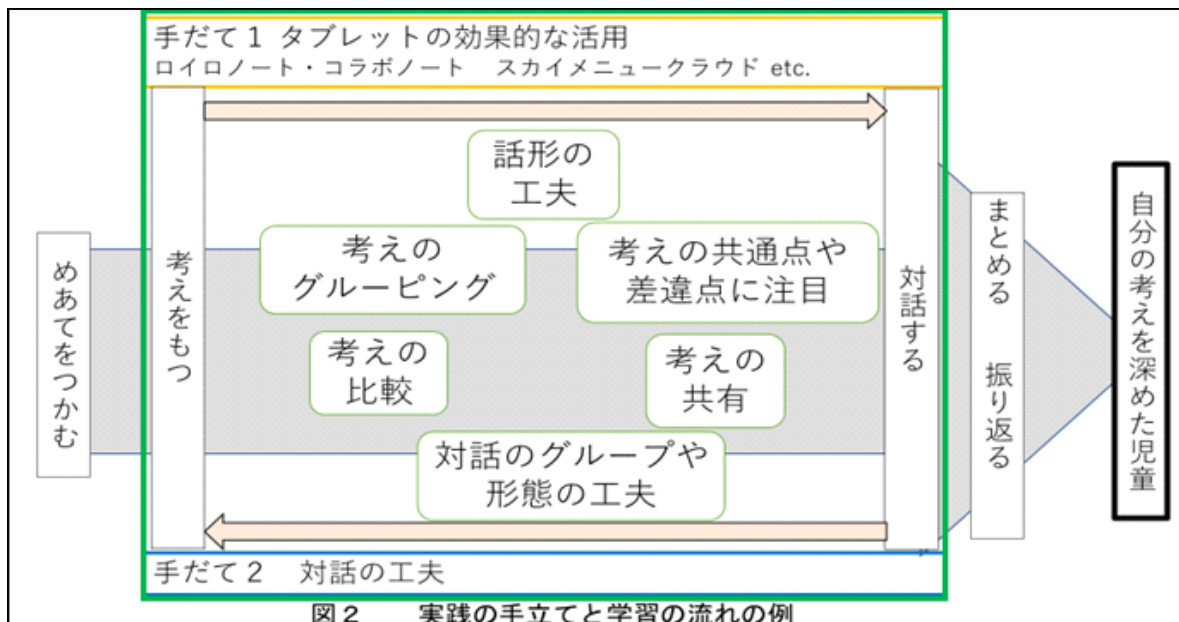 手だて１ タブレットの効果的な活用
ロイロノート・コラボノート　スカイメニュークラウド etc.
めあてをつかむ
考えをもつ
話形の
工夫
考えの
グルーピング
考えの共通点や
差違点に注目
考えの
比較
考えの
共有
対話のグループや
形態の工夫
対話する
まとめる　振り返る
自分の考えを深めた児童
手だて２　対話の工夫
図２　　実践の手立てと学習の流れの例